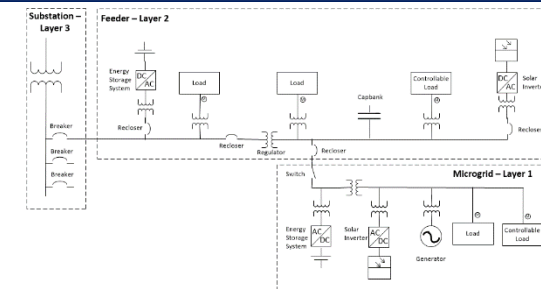 Substation –
Layer 3
Feeder – Layer 2
Energy
Storage
System
DC
AC
Load
Load
Capbank
Controllable
Load
DC
AC
Solar
Inverter
Breaker
Recloser
Recloser
Regulator
Recloser
Recloser
Breaker
Breaker
Switch
Microgrid – Layer 1
Energy
Storage
System
AC
DC
Solar
Inverter
AC
DC
Generator
Load
Controllable
Load